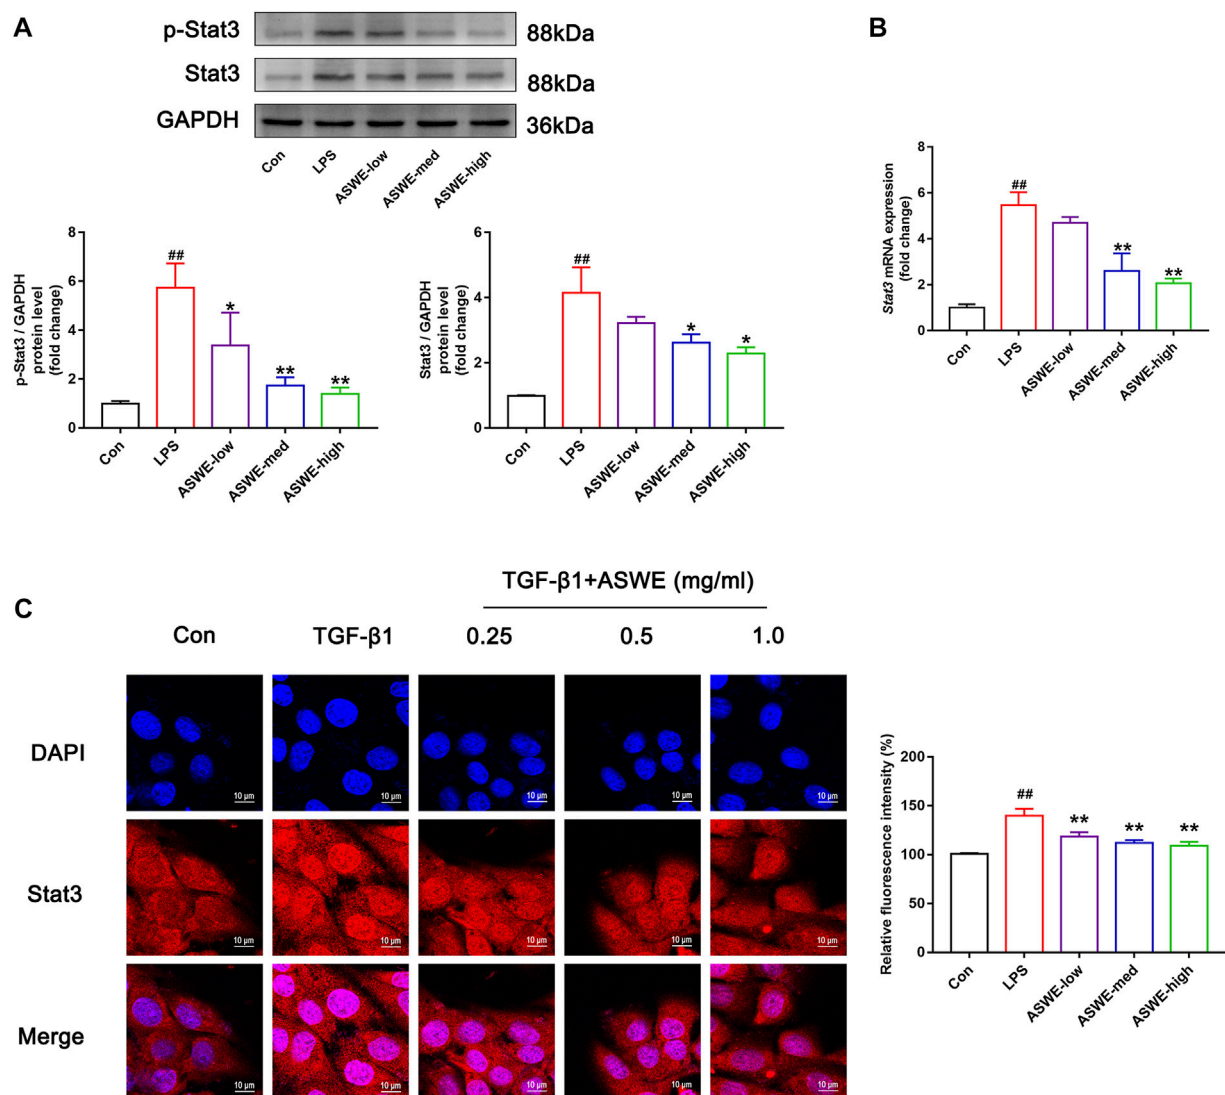 A
p-Stat3
88kDa
Stat3
88kDa
GAPDH
36kDa
Con
LPS
ASWE-low
ASWE-med
ASWE-high
p-Stat3 / GAPDH
protein level
(fold change)
8
6
4
2
0
##
*
**
**
Con
LPS
ASWE-low
ASWE-med
ASWE-high
Stat3 / GAPDH
protein level
(fold change)
6
4
2
0
##
*
*
Con
LPS
ASWE-low
ASWE-med
ASWE-high
B
Stat3 mRNA expression
(fold change)
8
6
4
2
0
##
**
**
Con
LPS
ASWE-low
ASWE-med
ASWE-high
C
TGF-β1+ASWE (mg/ml)
Con
TGF-β1
0.25
0.5
1.0
DAPI
10 μm
10 μm
10 μm
10 μm
10 μm
Stat3
10 μm
10 μm
10 μm
10 μm
10 μm
Merge
10 μm
10 μm
10 μm
10 μm
10 μm
Relative fluorescence intensity (%)
200
150
100
50
0
##
**
**
**
Con
LPS
ASWE-low
ASWE-med
ASWE-high